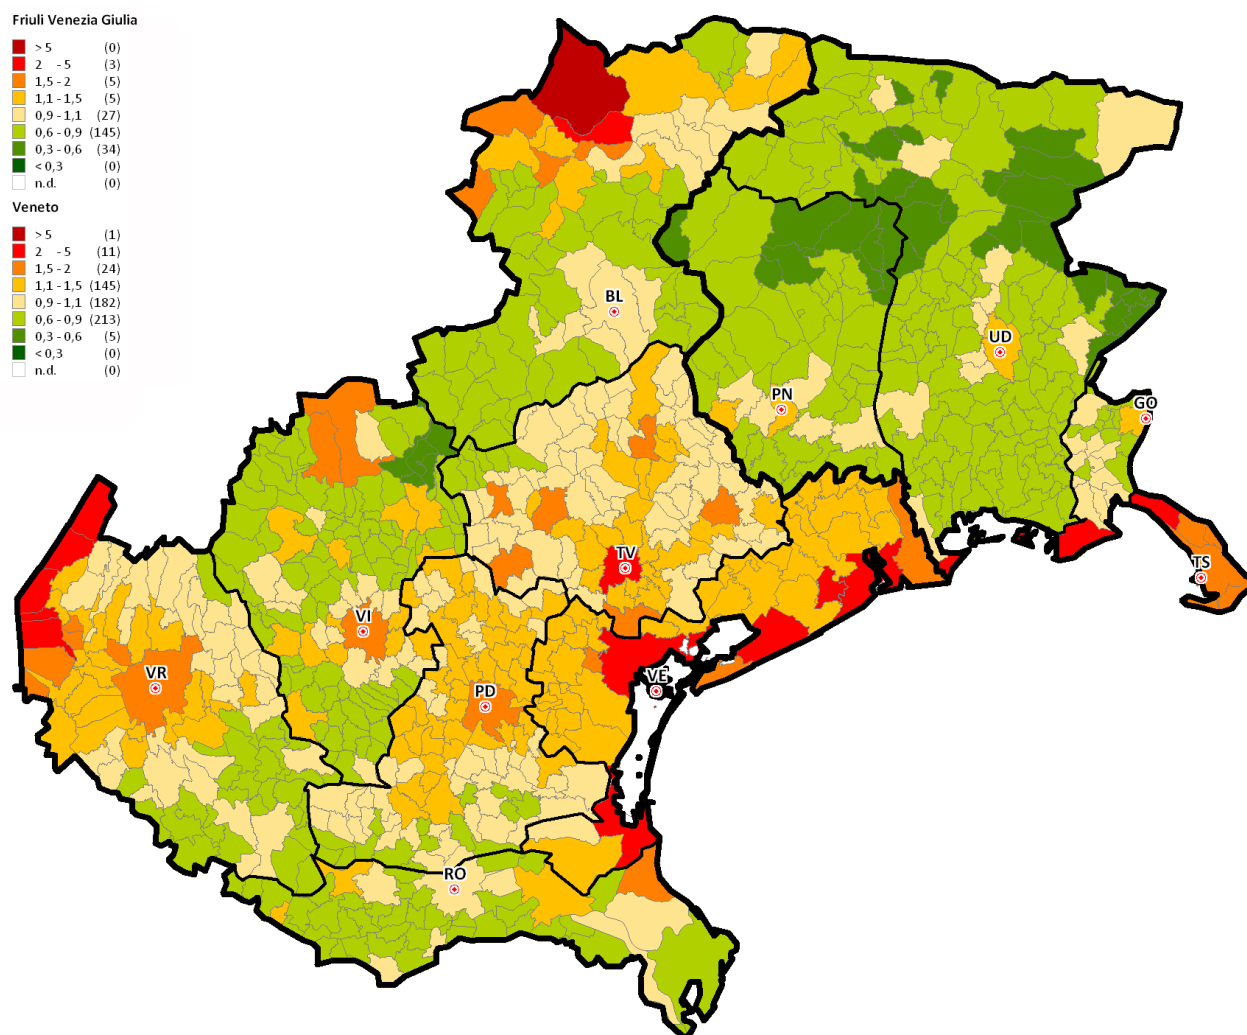 Friuli Venezia Giulia
> 5 (0)
2 - 5 (3)
1,5 - 2 (5)
1,1 - 1,5 (5)
0,9 - 1,1 (27)
0,6 - 0,9 (145)
0,3 - 0,6 (34)
< 0,3 (0)
n.d. (0)
Veneto
> 5 (1)
2 - 5 (11)
1,5 - 2 (24)
1,1 - 1,5 (145)
0,9 - 1,1 (182)
0,6 - 0,9 (213)
0,3 - 0,6 (5)
< 0,3 (0)
n.d. (0)
BL
UD
PN
GO
TV
TS
VI
VR
PD
VE
RO